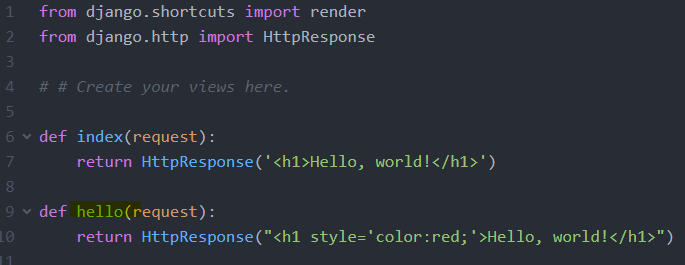 1 from django.shortcuts import render
2 from django.http import HttpResponse
3
4 # # Create your views here.
5
6 def index(request):
7     return HttpResponse('<h1>Hello, world!</h1>')
8
9 def hello(request):
10     return HttpResponse("<h1 style='color:red;'>Hello, world!</h1>")
11